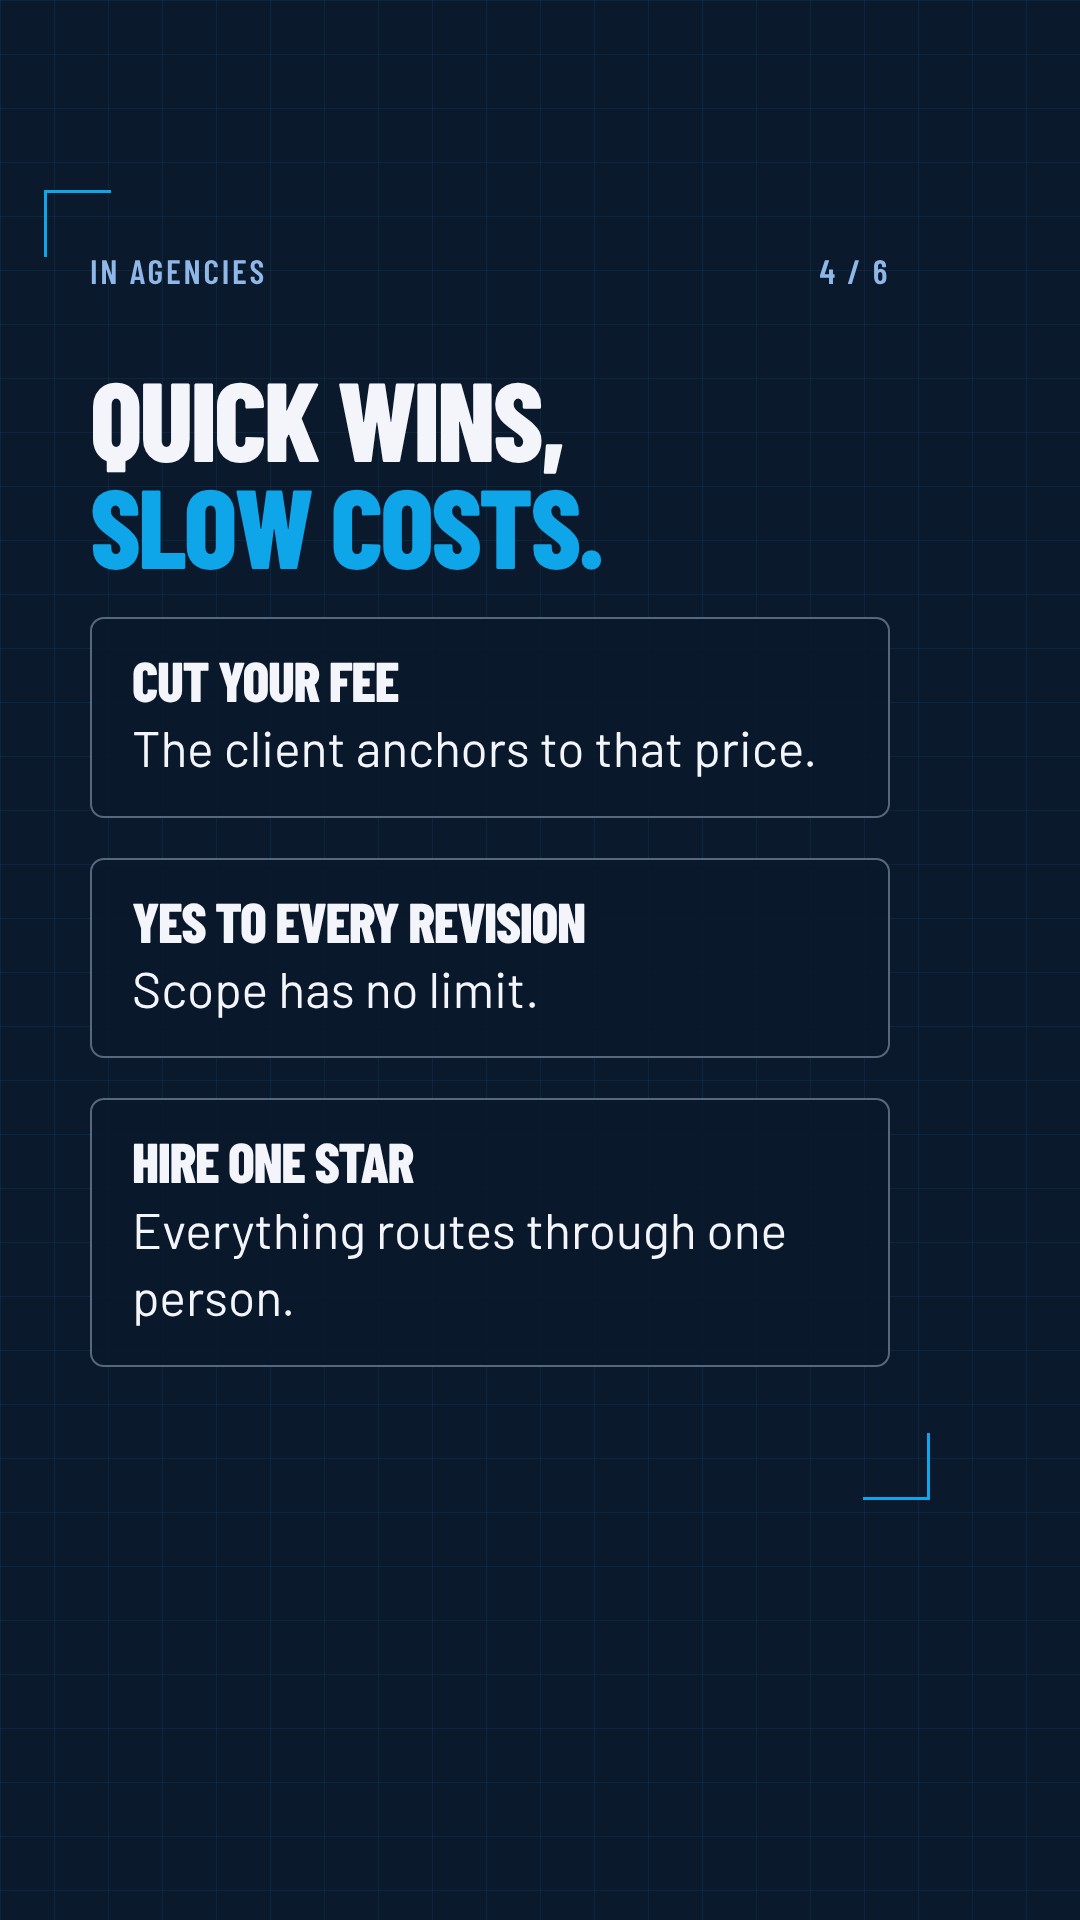 IN AGENCIES
4 / 6
QUICK WINS,
SLOW COSTS.
CUT YOUR FEE
The client anchors to that price.
YES TO EVERY REVISION
Scope has no limit.
HIRE ONE STAR
Everything routes through one
person.